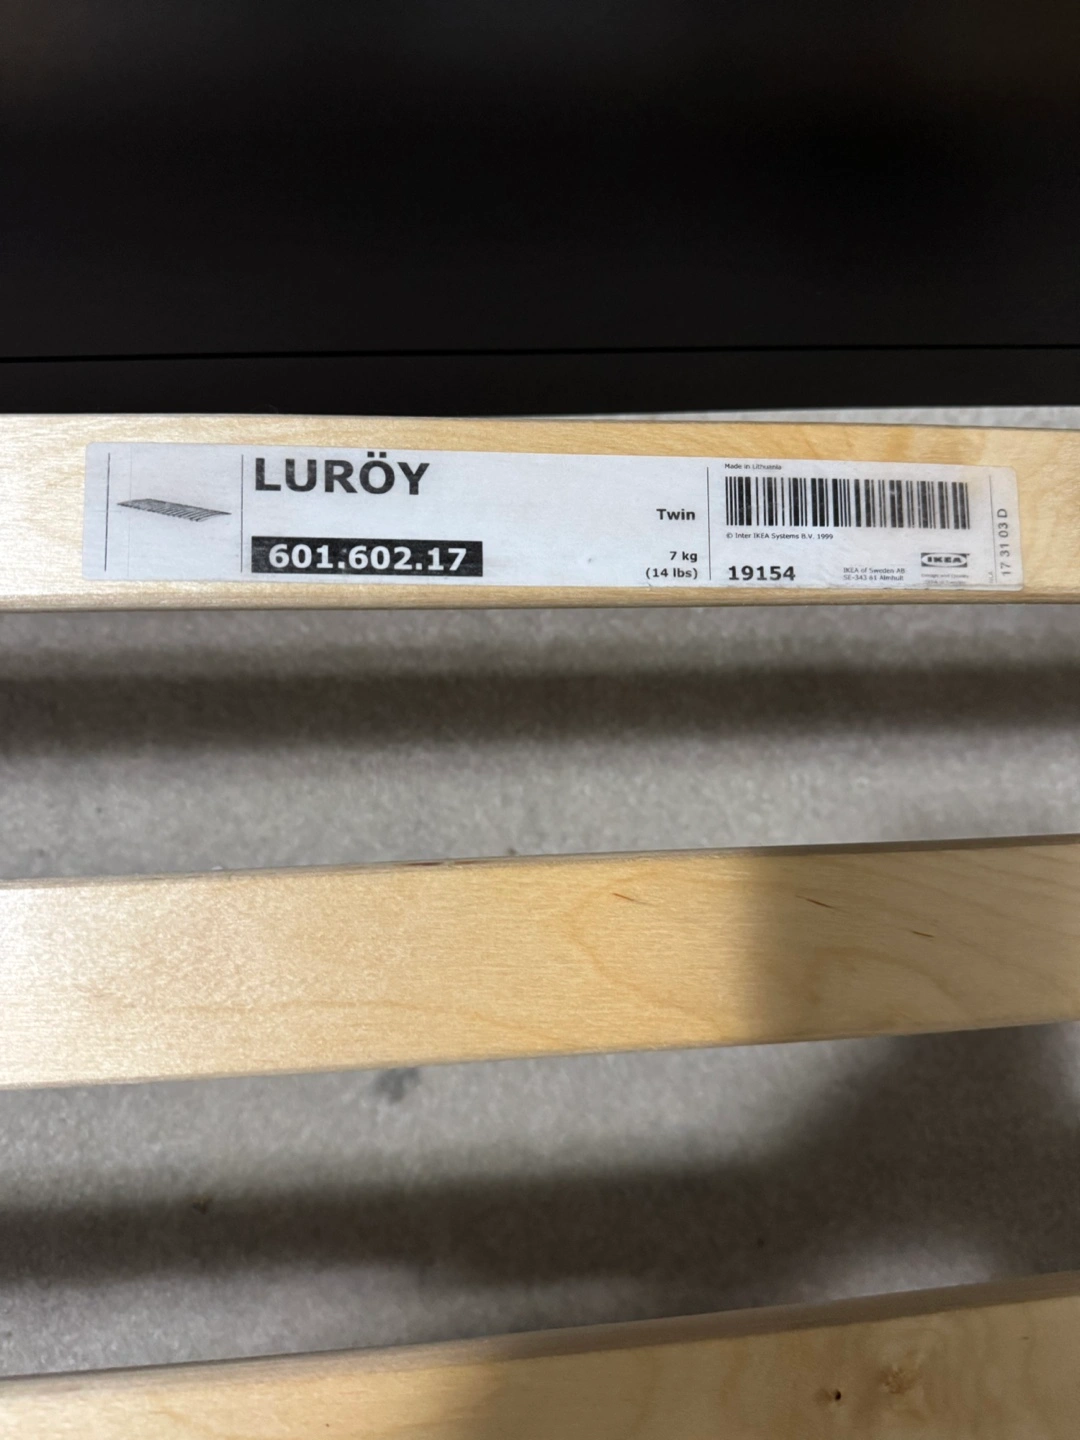 LURÖY
601.602.17
Twin
7 kg
(14 lbs)
Made in Lithuania
© Inter IKEA Systems B.V. 1999
19154
IKEA of Sweden AB
SE-343 81 Älmhult
IKEA
17 31 03 D